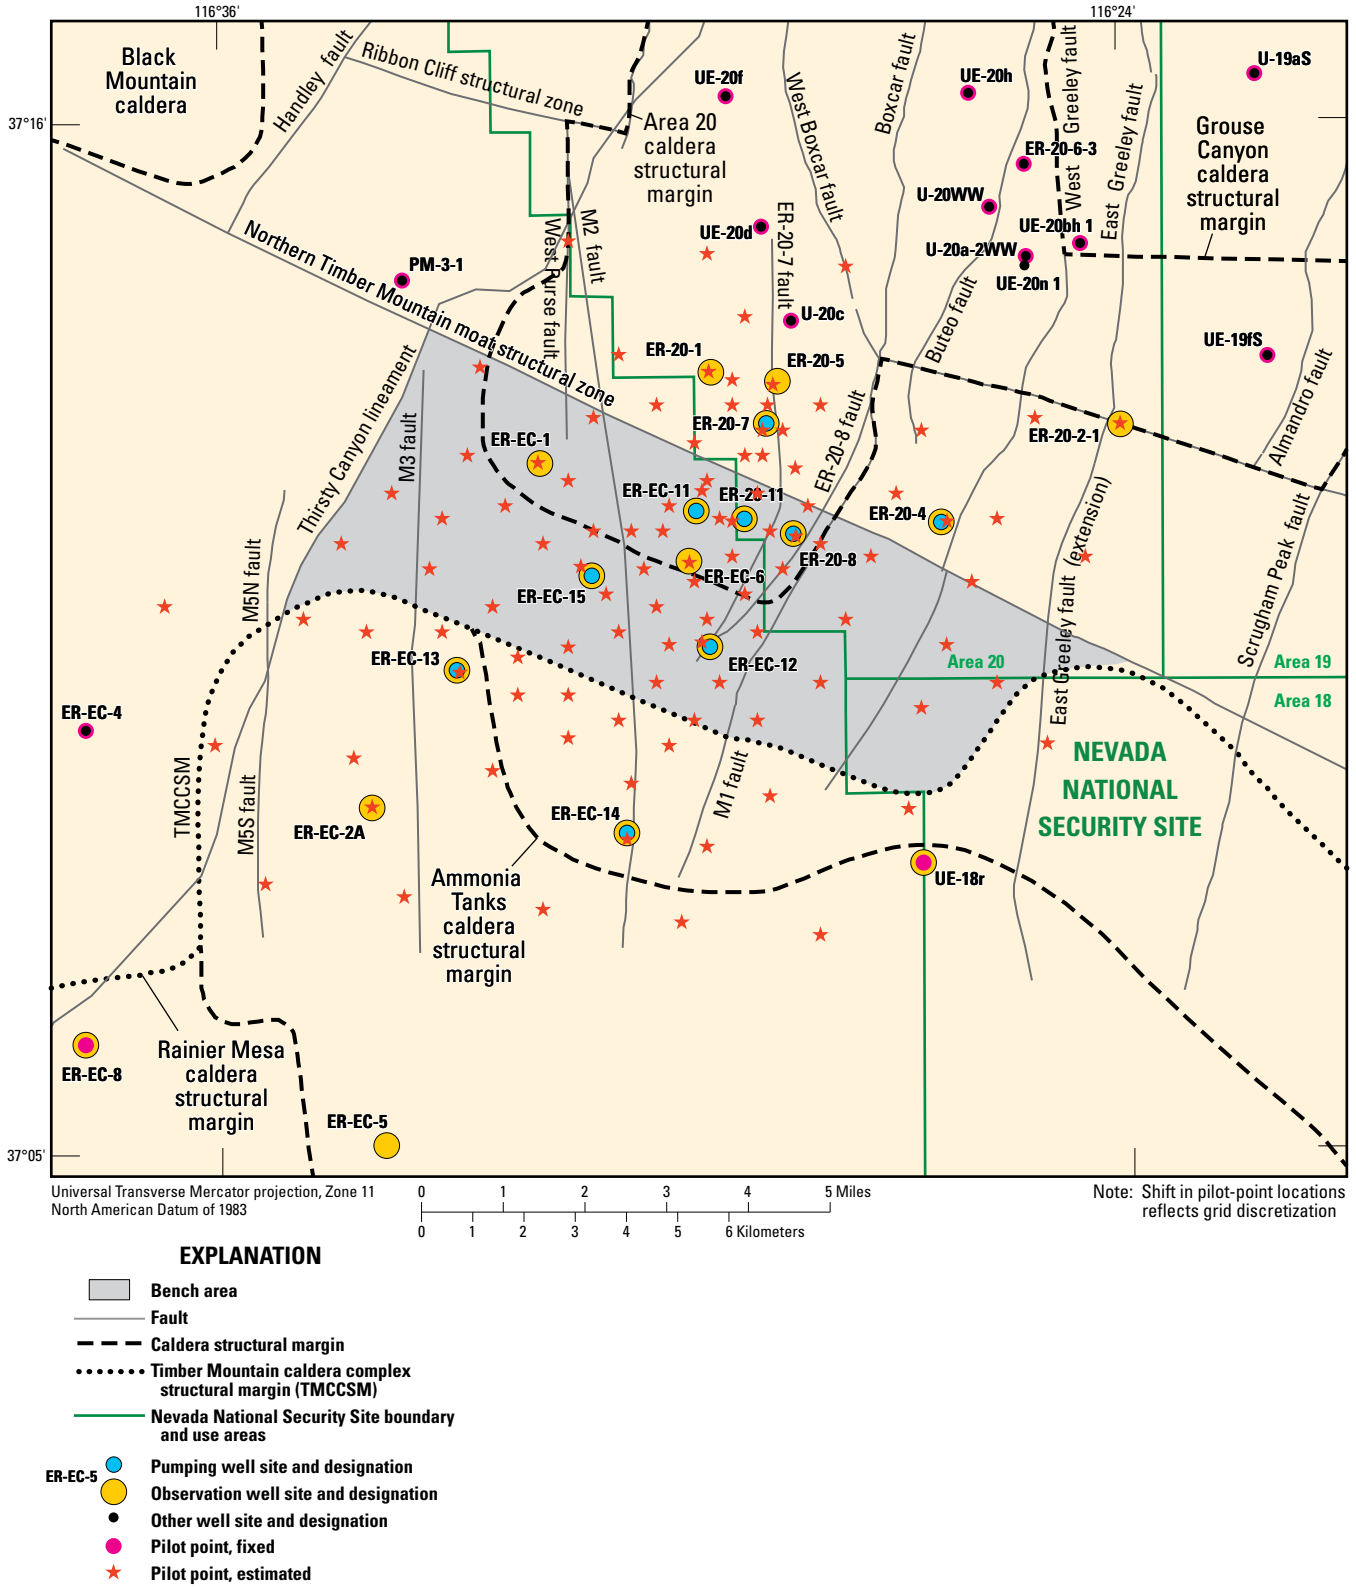 116°36'
116°24'
37°16'
37°05'
Black
Mountain
caldera
Handley fault
Ribbon Cliff structural zone
Area 20
caldera
structural
margin
UE-20f
West Boxcar fault
Boxcar fault
UE-20h
West Greeley fault
East Greeley fault
U-19aS
Grouse
Canyon
caldera
structural
margin
ER-20-6-3
U-20WW
UE-20bh 1
U-20a-2WW
UE-20n 1
UE-20d
ER-20-7 fault
U-20c
UE-19fS
PM-3-1
Northern Timber Mountain moat structural zone
West Purse fault
M2 fault
Buteo fault
Almandro fault
ER-20-1
ER-20-5
ER-20-7
ER-20-8 fault
ER-20-2-1
Thirsty Canyon lineament
M3 fault
ER-EC-1
ER-EC-11
ER-20-11
ER-20-4
ER-20-8
ER-EC-6
ER-EC-15
East Greeley fault (extension)
Scrugham Peak fault
M5N fault
ER-EC-13
ER-EC-12
Area 20
Area 19
Area 18
ER-EC-4
TMCCSM
M5S fault
M1 fault
NEVADA
NATIONAL
SECURITY SITE
ER-EC-2A
ER-EC-14
UE-18r
Ammonia
Tanks
caldera
structural
margin
Rainier Mesa
caldera
structural
margin
ER-EC-8
ER-EC-5
Universal Transverse Mercator projection, Zone 11
North American Datum of 1983
0 1 2 3 4 5 Miles
0 1 2 3 4 5 6 Kilometers
Note: Shift in pilot-point locations
reflects grid discretization
EXPLANATION
Bench area
Fault
Caldera structural margin
Timber Mountain caldera complex
structural margin (TMCCSM)
Nevada National Security Site boundary
and use areas
ER-EC-5
Pumping well site and designation
Observation well site and designation
Other well site and designation
Pilot point, fixed
Pilot point, estimated